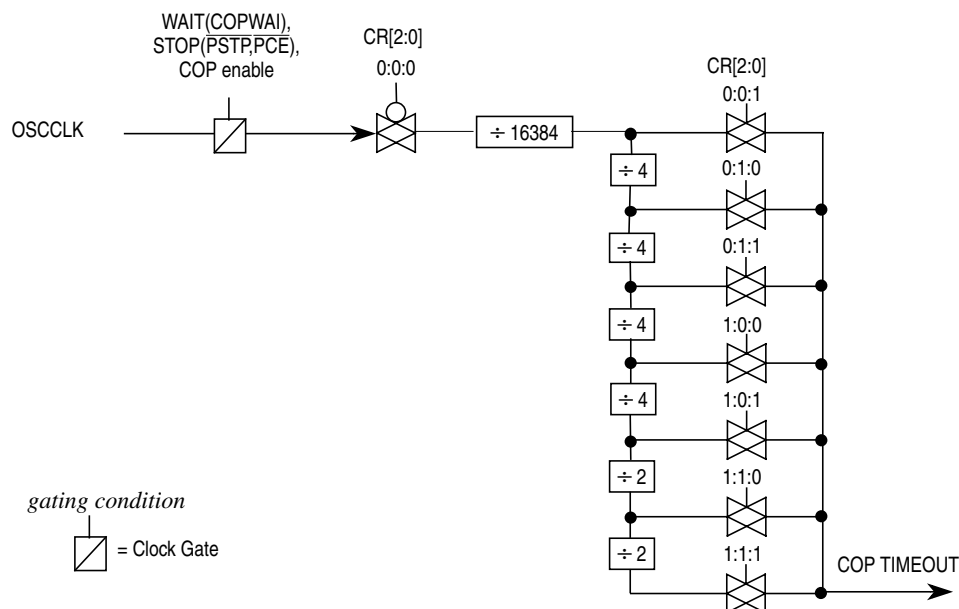 WAIT(COPWAI),
STOP(PSTP,PCE),
COP enable
CR[2:0]
0:0:0
CR[2:0]
0:0:1
OSCCLK
÷ 16384
÷ 4
0:1:0
÷ 4
0:1:1
÷ 4
1:0:0
÷ 4
1:0:1
÷ 2
1:1:0
gating condition
= Clock Gate
÷ 2
1:1:1
COP TIMEOUT